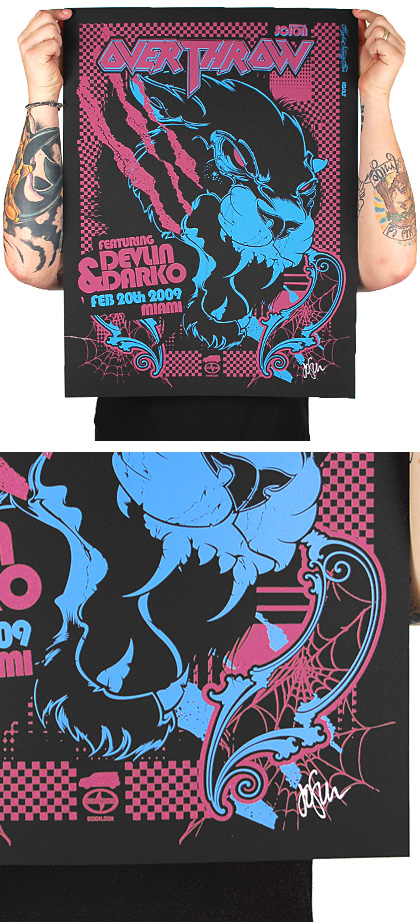 SCION
OVERTHROW
FEATURING
DEVLIN
& DARKO
FEB 20th 2009
MIAMI
09
MIAMI
SCION.COM